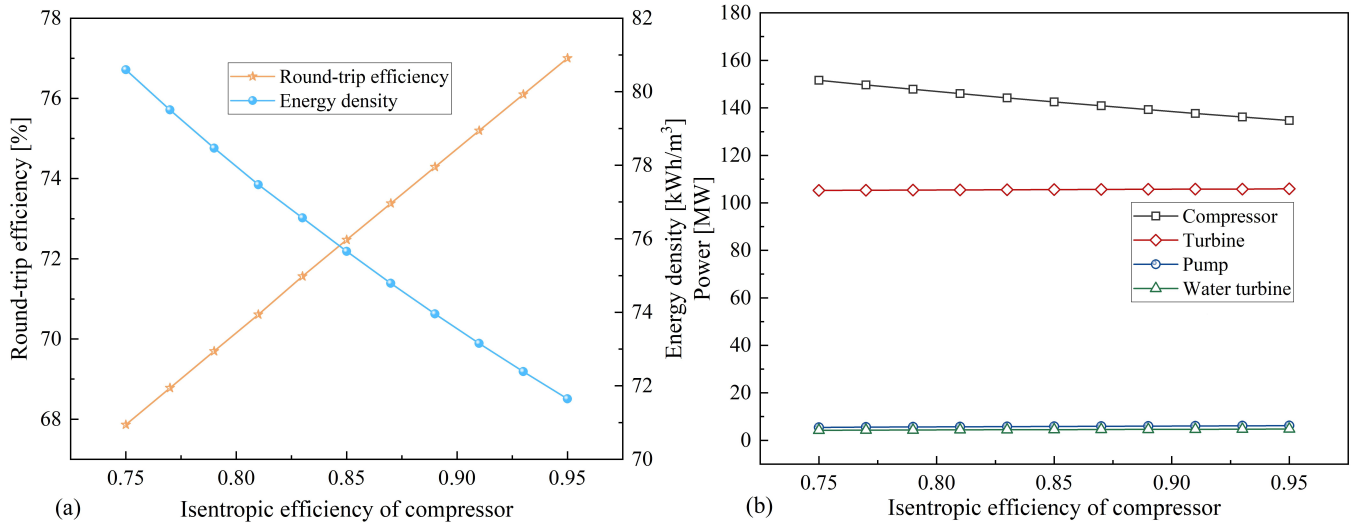 78
76
74
72
70
68
Round-trip efficiency [%]
82
80
78
76
74
72
70
Energy density [kWh/m³]
Round-trip efficiency
Energy density
0.75 0.80 0.85 0.90 0.95
(a) Isentropic efficiency of compressor
180
160
140
120
100
80
60
40
20
0
Power [MW]
Compressor
Turbine
Pump
Water turbine
0.75 0.80 0.85 0.90 0.95
(b) Isentropic efficiency of compressor